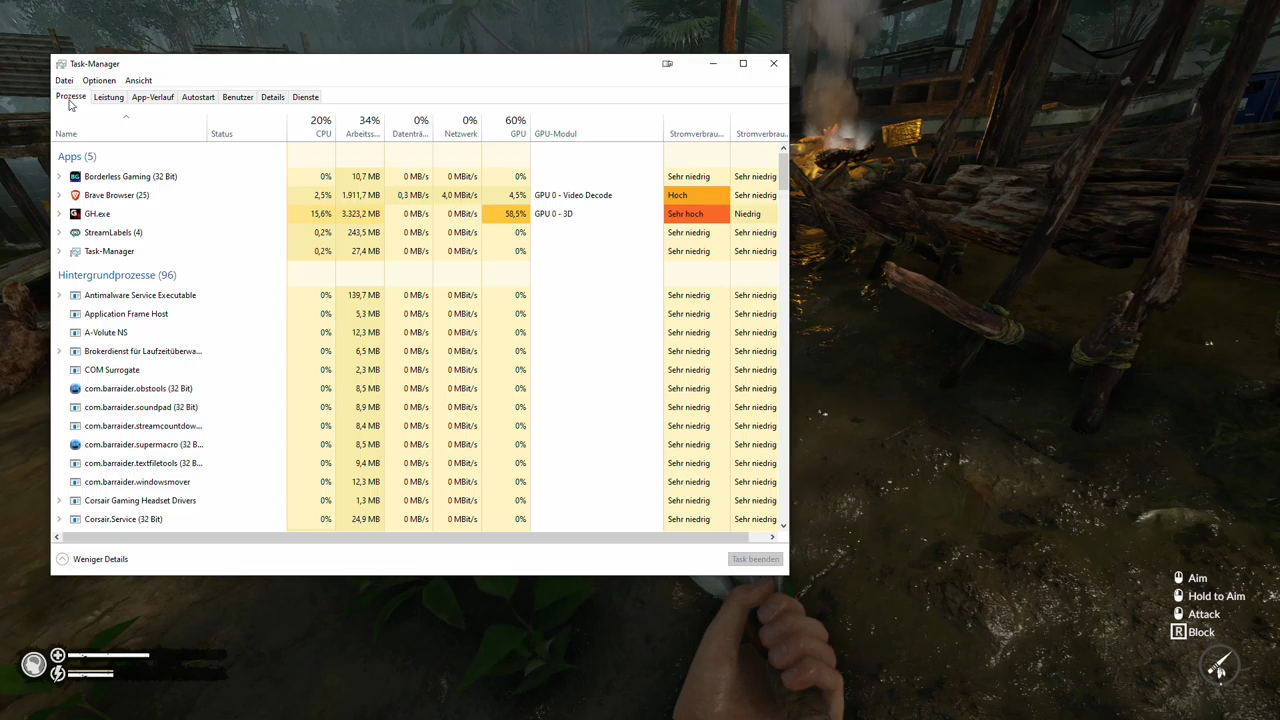 Task-Manager
Datei Optionen Ansicht
Prozesse Leistung App-Verlauf Autostart Benutzer Details Dienste
20% 34% 0% 0% 60%
Name Status CPU Arbeitss... Datenträ... Netzwerk GPU GPU-Modul Stromverbrau... Stromverbrau...
Apps (5)
Borderless Gaming (32 Bit) 0% 10,7 MB 0 MB/s 0 MBit/s 0% Sehr niedrig Sehr niedrig
Brave Browser (25) 2,5% 1.911,7 MB 0,3 MB/s 4,0 MBit/s 4,5% GPU 0 - Video Decode Hoch Sehr niedrig
GH.exe 15,6% 3.323,2 MB 0 MB/s 0 MBit/s 58,5% GPU 0 - 3D Sehr hoch Niedrig
StreamLabels (4) 0,2% 243,5 MB 0 MB/s 0 MBit/s 0% Sehr niedrig Sehr niedrig
Task-Manager 0,2% 27,4 MB 0 MB/s 0 MBit/s 0% Sehr niedrig Sehr niedrig
Hintergrundprozesse (96)
Antimalware Service Executable 0% 139,7 MB 0 MB/s 0 MBit/s 0% Sehr niedrig Sehr niedrig
Application Frame Host 0% 5,3 MB 0 MB/s 0 MBit/s 0% Sehr niedrig Sehr niedrig
A-Volute NS 0% 12,3 MB 0 MB/s 0 MBit/s 0% Sehr niedrig Sehr niedrig
Brokerdienst für Laufzeitüberwa... 0% 6,5 MB 0 MB/s 0 MBit/s 0% Sehr niedrig Sehr niedrig
COM Surrogate 0% 2,3 MB 0 MB/s 0 MBit/s 0% Sehr niedrig Sehr niedrig
com.barraider.obstools (32 Bit) 0% 8,5 MB 0 MB/s 0 MBit/s 0% Sehr niedrig Sehr niedrig
com.barraider.soundpad (32 Bit) 0% 8,9 MB 0 MB/s 0 MBit/s 0% Sehr niedrig Sehr niedrig
com.barraider.streamcountdow... 0% 8,4 MB 0 MB/s 0 MBit/s 0% Sehr niedrig Sehr niedrig
com.barraider.supermacro (32 B... 0% 8,5 MB 0 MB/s 0 MBit/s 0% Sehr niedrig Sehr niedrig
com.barraider.textfiletools (32 B... 0% 9,4 MB 0 MB/s 0 MBit/s 0% Sehr niedrig Sehr niedrig
com.barraider.windowsmover 0% 12,3 MB 0 MB/s 0 MBit/s 0% Sehr niedrig Sehr niedrig
Corsair Gaming Headset Drivers 0% 1,3 MB 0 MB/s 0 MBit/s 0% Sehr niedrig Sehr niedrig
Corsair.Service (32 Bit) 0% 24,9 MB 0 MB/s 0 MBit/s 0% Sehr niedrig Sehr niedrig
Weniger Details Task beenden
Aim
Hold to Aim
Attack
R Block